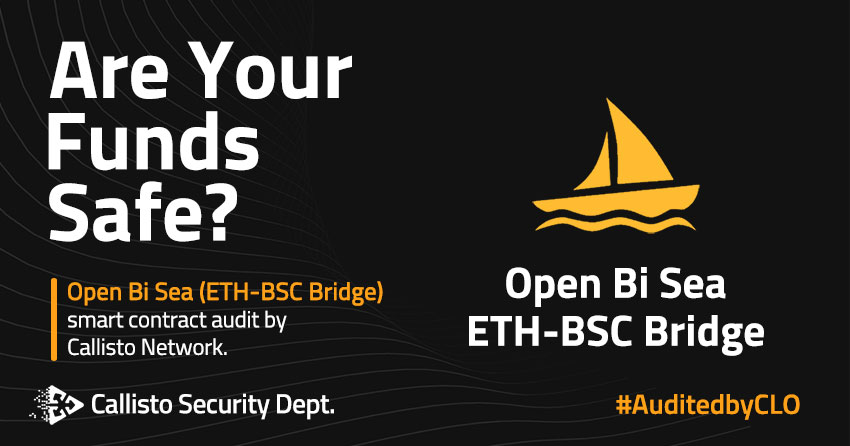 Are Your
Funds
Safe?
Open Bi Sea (ETH-BSC Bridge)
smart contract audit by
Callisto Network.
Callisto Security Dept.
Open Bi Sea
ETH-BSC Bridge
#AuditedbyCLO